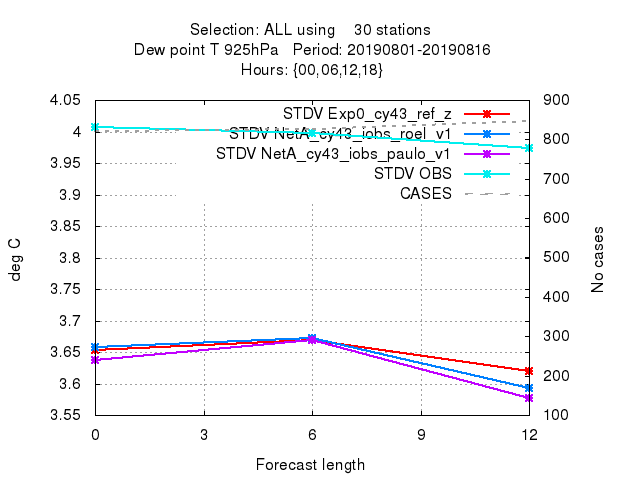 Selection: ALL using    30 stations
Dew point T 925hPa   Period: 20190801-20190816
Hours: {00,06,12,18}
STDV Exp0_cy43_ref_z
STDV NetA_cy43_iobs_roel_v1
STDV NetA_cy43_iobs_paulo_v1
STDV OBS
CASES
4.05
4
3.95
3.9
3.85
3.8
3.75
3.7
3.65
3.6
3.55
deg C
900
800
700
600
500
400
300
200
100
No cases
0 3 6 9 12
Forecast length